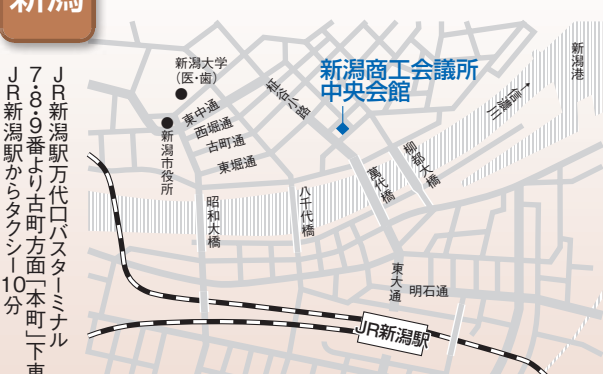 新潟
JR新潟駅万代口バスターミナル
7・8・9番より古町方面「本町」下車
JR新潟駅からタクシー10分
新潟大学
(医・歯)
新潟市役所
東中通
西堀通
古町通
東堀通
柾谷小路
新潟商工会議所
中央会館
新潟港
信濃川
昭和大橋
八千代橋
萬代橋
柳都大橋
東大通
明石通
JR新潟駅